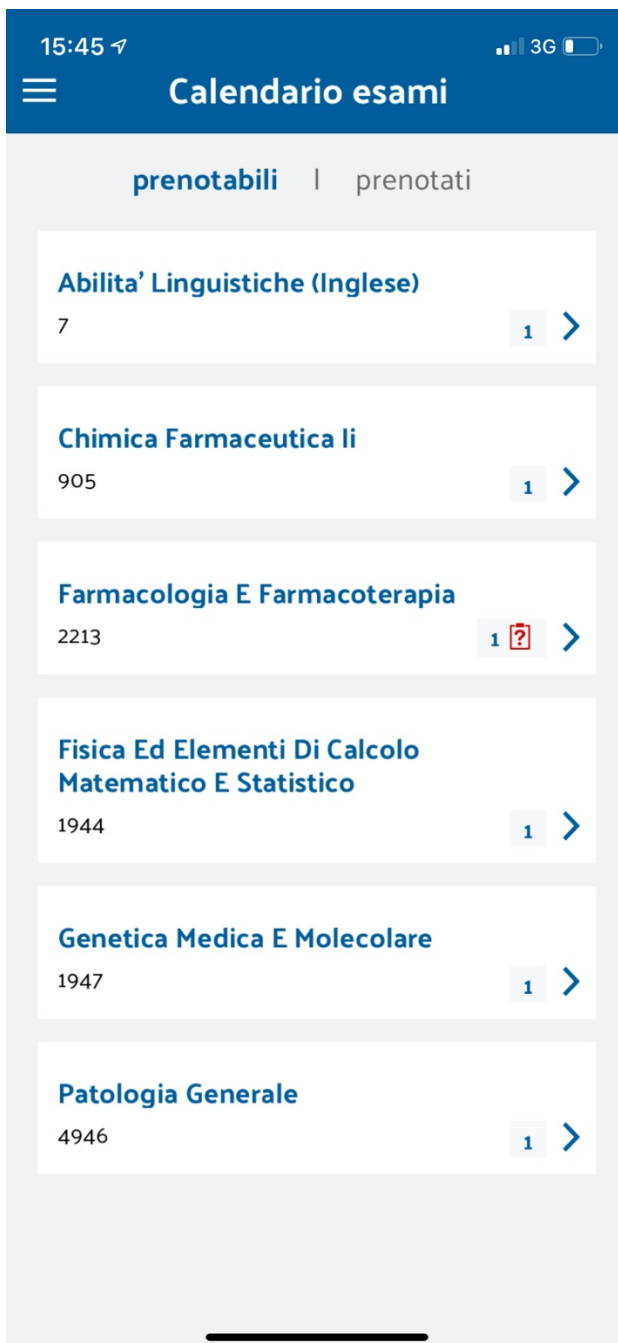 15:45
3G
Calendario esami
prenotabili | prenotati
Abilita' Linguistiche (Inglese)
7
1
Chimica Farmaceutica Ii
905
1
Farmacologia E Farmacoterapia
2213
1 ?
Fisica Ed Elementi Di Calcolo
Matematico E Statistico
1944
1
Genetica Medica E Molecolare
1947
1
Patologia Generale
4946
1